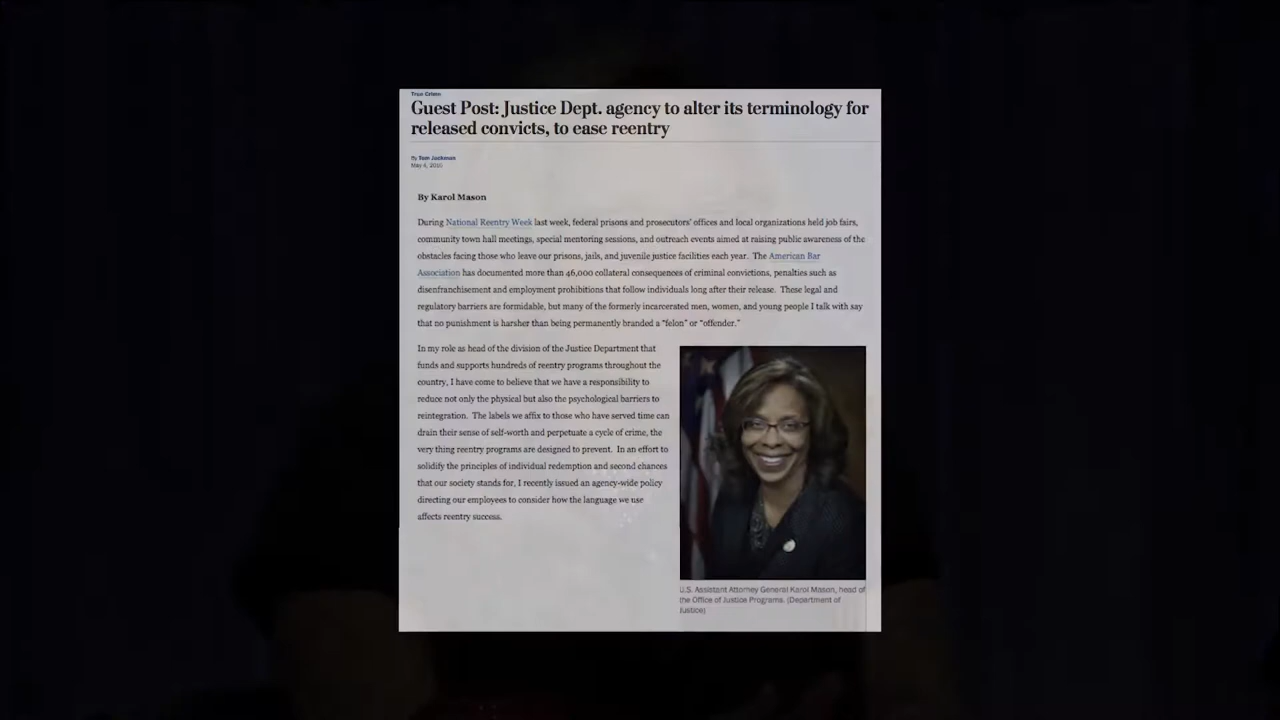 True Crime
Guest Post: Justice Dept. agency to alter its terminology for
released convicts, to ease reentry
By Tom Jackman
May 4, 2016
By Karol Mason
During National Reentry Week last week, federal prisons and prosecutors' offices and local organizations held job fairs,
community town hall meetings, special mentoring sessions, and outreach events aimed at raising public awareness of the
obstacles facing those who leave our prisons, jails, and juvenile justice facilities each year. The American Bar
Association has documented more than 46,000 collateral consequences of criminal convictions, penalties such as
disenfranchisement and employment prohibitions that follow individuals long after their release. These legal and
regulatory barriers are formidable, but many of the formerly incarcerated men, women, and young people I talk with say
that no punishment is harsher than being permanently branded a "felon" or "offender."
In my role as head of the division of the Justice Department that
funds and supports hundreds of reentry programs throughout the
country, I have come to believe that we have a responsibility to
reduce not only the physical but also the psychological barriers to
reintegration. The labels we affix to those who have served time can
drain their sense of self-worth and perpetuate a cycle of crime, the
very thing reentry programs are designed to prevent. In an effort to
solidify the principles of individual redemption and second chances
that our society stands for, I recently issued an agency-wide policy
directing our employees to consider how the language we use
affects reentry success.
U.S. Assistant Attorney General Karol Mason, head of
the Office of Justice Programs. (Department of
Justice)